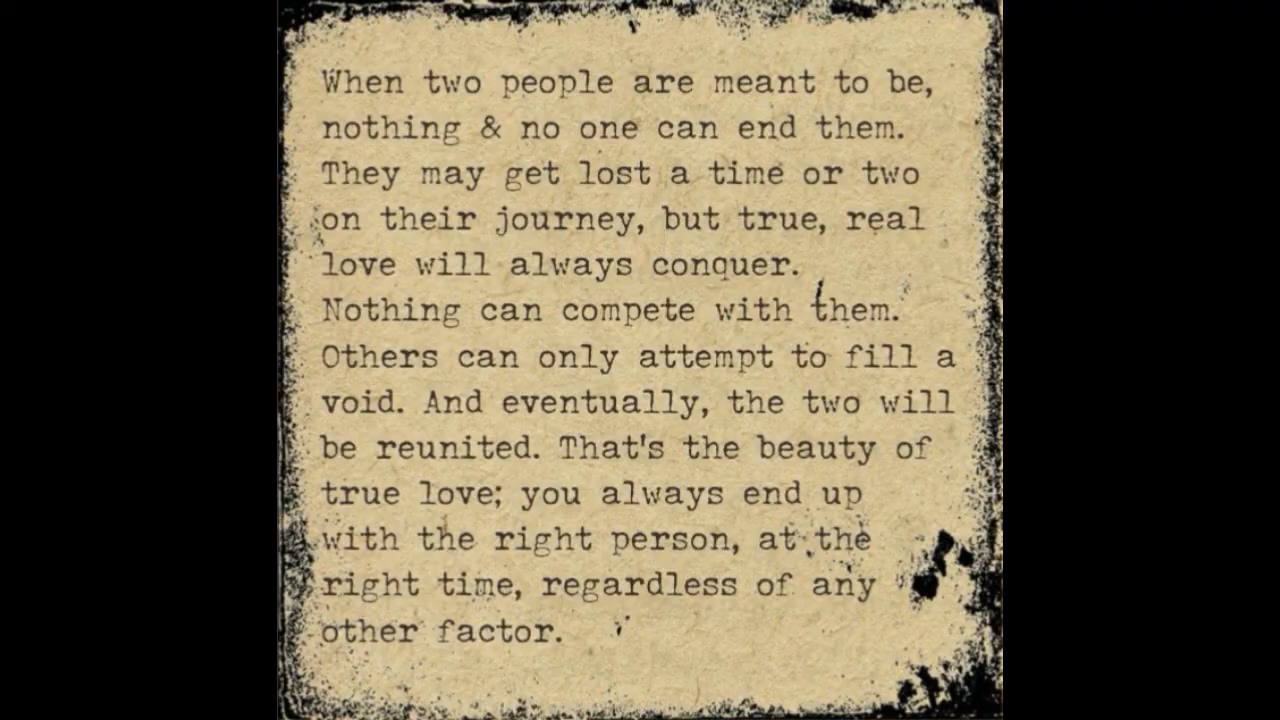 When two people are meant to be,
nothing & no one can end them.
They may get lost a time or two
on their journey, but true, real
love will always conquer.
Nothing can compete with them.
Others can only attempt to fill a
void. And eventually, the two will
be reunited. That's the beauty of
true love; you always end up
with the right person, at the
right time, regardless of any
other factor.